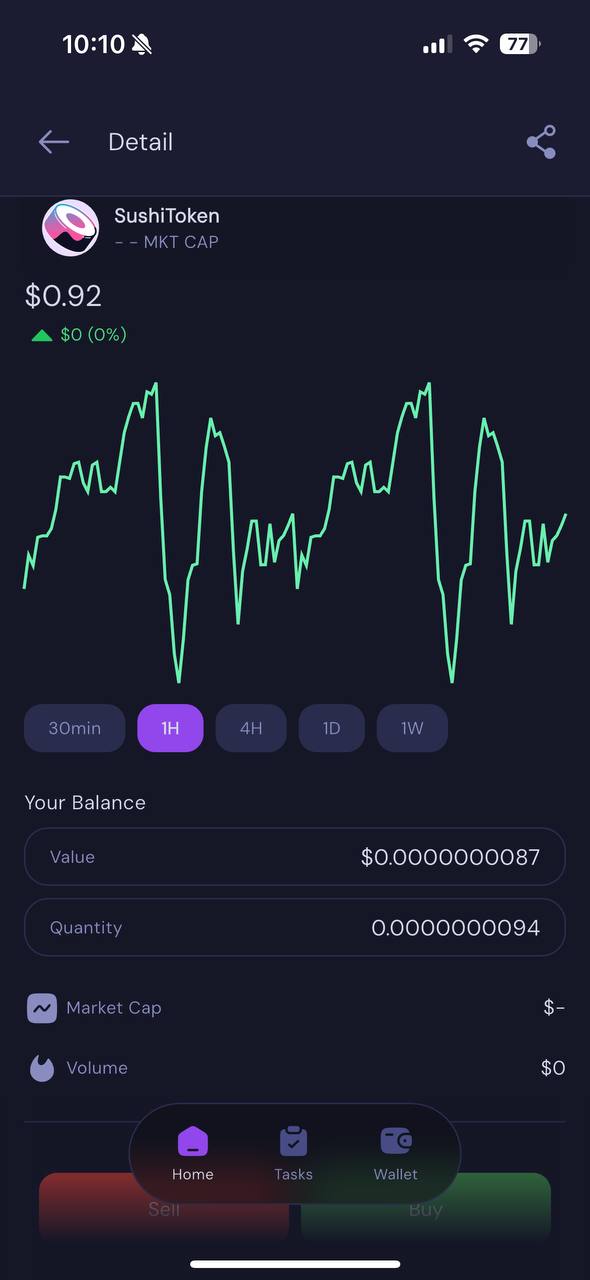 10:10
77
Detail
SushiToken
- - MKT CAP
$0.92
$0 (0%)
30min 1H 4H 1D 1W
Your Balance
Value $0.0000000087
Quantity 0.0000000094
Market Cap $-
Volume $0
Home Tasks Wallet
Sell Buy